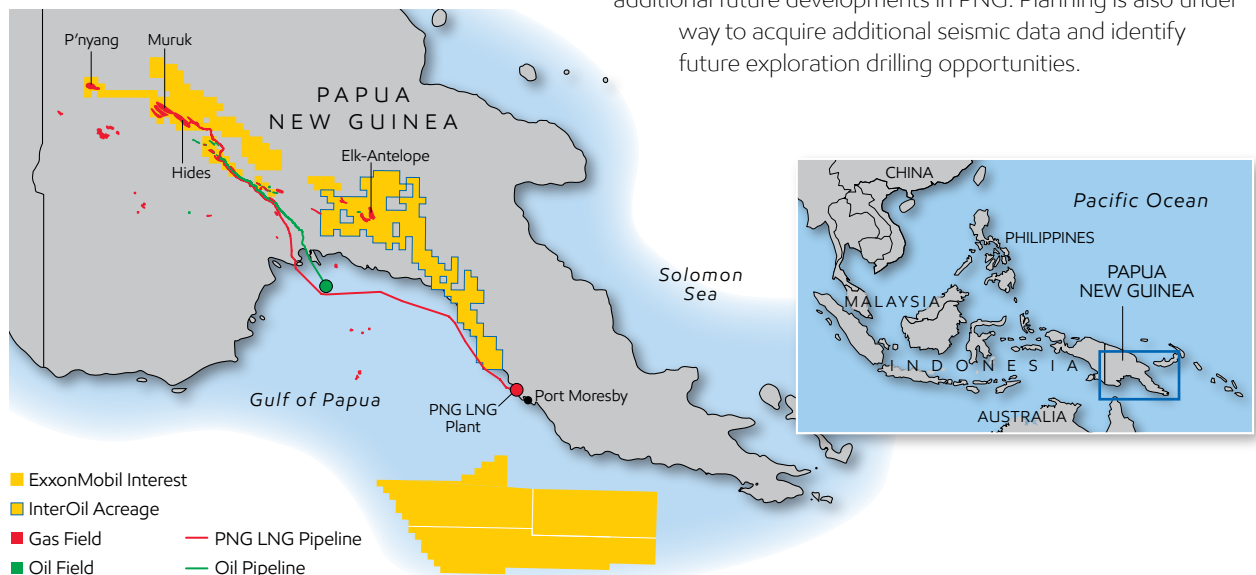 additional future developments in PNG. Planning is also under
way to acquire additional seismic data and identify
future exploration drilling opportunities.
P'nyang
Muruk
PAPUA
NEW GUINEA
Hides
Elk-Antelope
Solomon
Sea
Gulf of Papua
PNG LNG
Plant
Port Moresby
CHINA
Pacific Ocean
PHILIPPINES
PAPUA
NEW GUINEA
MALAYSIA
INDONESIA
AUSTRALIA
ExxonMobil Interest
InterOil Acreage
Gas Field
PNG LNG Pipeline
Oil Field
Oil Pipeline